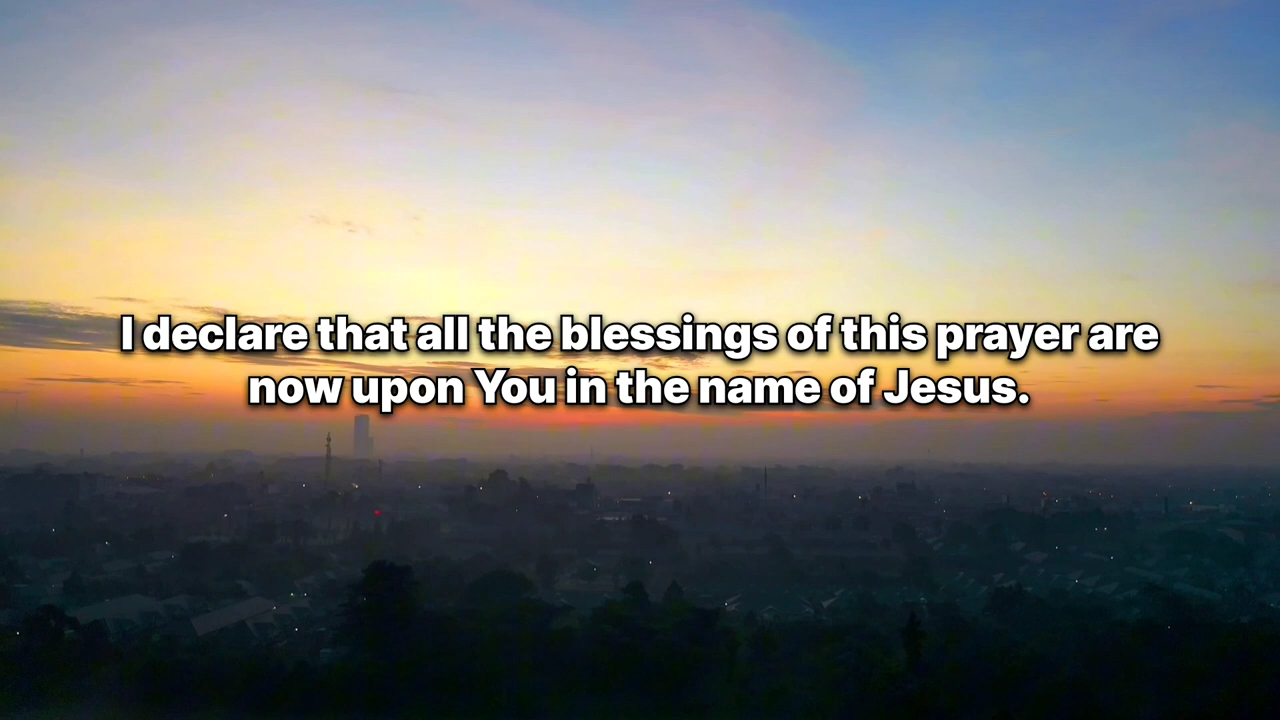 I declare that all the blessings of this prayer are
now upon You in the name of Jesus.